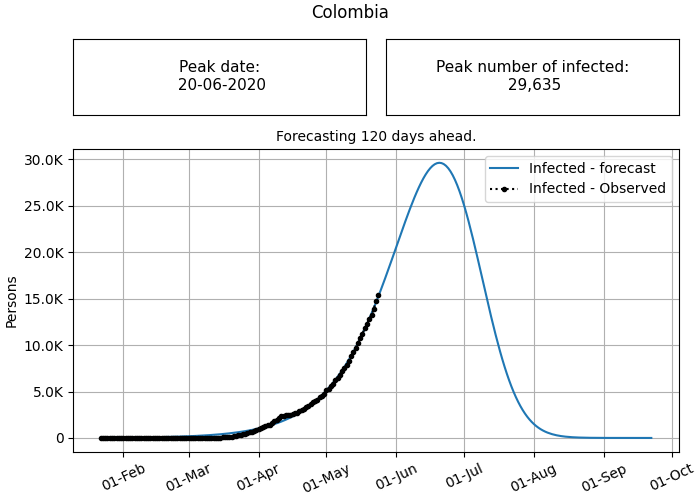 Colombia
Peak date:
20-06-2020
Peak number of infected:
29,635
Forecasting 120 days ahead.
Infected - forecast
Infected - Observed
Persons
30.0K
25.0K
20.0K
15.0K
10.0K
5.0K
0
01-Feb
01-Mar
01-Apr
01-May
01-Jun
01-Jul
01-Aug
01-Sep
01-Oct